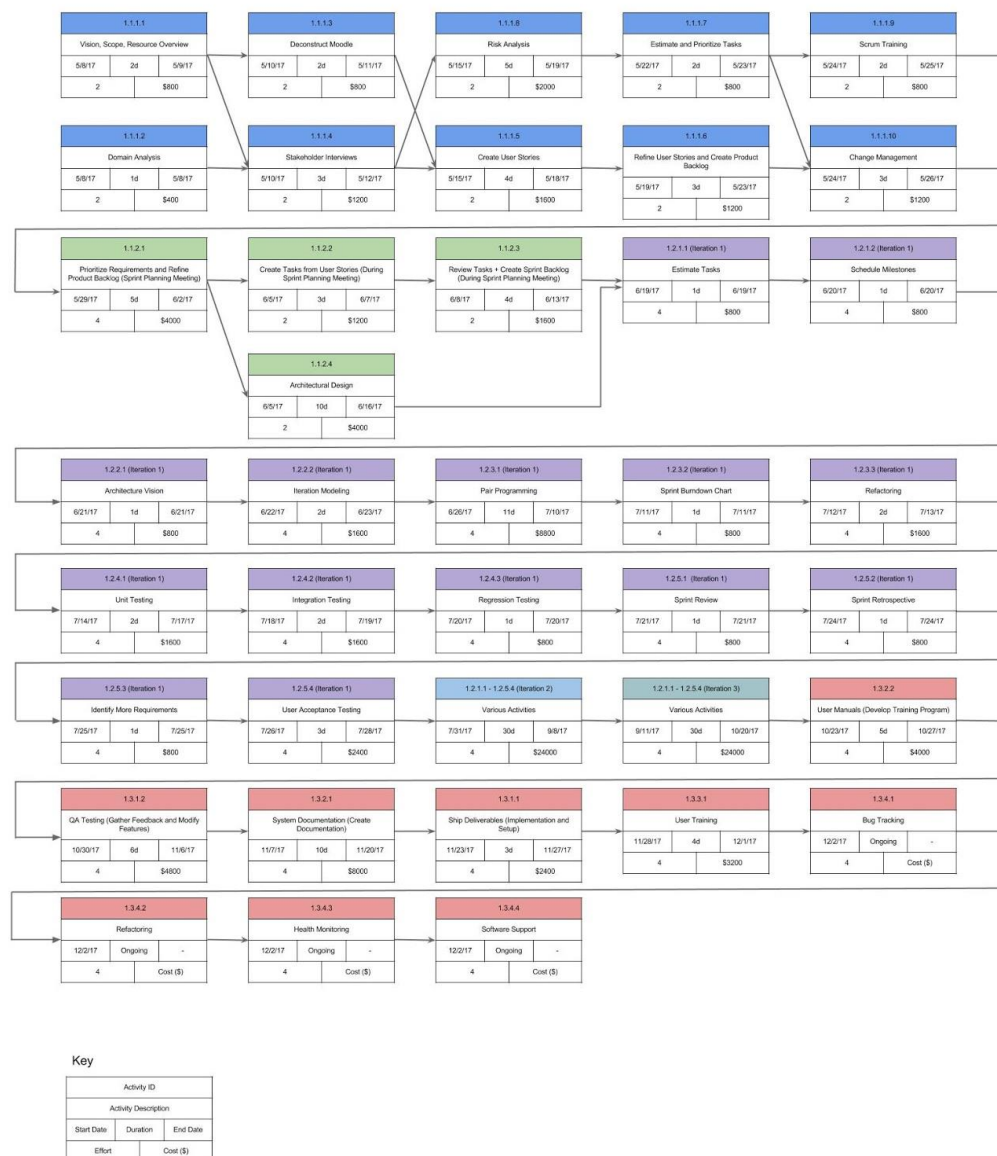 1.1.1.1
Vision, Scope, Resource Overview
5/8/17 2d 5/9/17
2 $800
1.1.1.3
Deconstruct Moodle
5/10/17 2d 5/11/17
2 $800
1.1.1.8
Risk Analysis
5/15/17 5d 5/19/17
2 $2000
1.1.1.7
Estimate and Prioritize Tasks
5/22/17 2d 5/23/17
2 $800
1.1.1.9
Scrum Training
5/24/17 2d 5/25/17
2 $800
1.1.1.2
Domain Analysis
5/8/17 1d 5/8/17
2 $400
1.1.1.4
Stakeholder Interviews
5/10/17 3d 5/12/17
2 $1200
1.1.1.5
Create User Stories
5/15/17 4d 5/18/17
2 $1600
1.1.1.6
Refine User Stories and Create Product
Backlog
5/19/17 3d 5/23/17
2 $1200
1.1.1.10
Change Management
5/24/17 3d 5/26/17
2 $1200
1.1.2.1
Prioritize Requirements and Refine
Product Backlog (Sprint Planning Meeting)
5/29/17 5d 6/2/17
4 $4000
1.1.2.2
Create Tasks from User Stories (During
Sprint Planning Meeting)
6/5/17 3d 6/7/17
2 $1200
1.1.2.3
Review Tasks + Create Sprint Backlog
(During Sprint Planning Meeting)
6/8/17 4d 6/13/17
2 $1600
2.1.1.1 (Iteration 1)
Estimate Tasks
6/19/17 1d 6/19/17
4 $800
2.1.1.2 (Iteration 1)
Schedule Milestones
6/20/17 1d 6/20/17
4 $800
1.1.2.4
Architectural Design
6/5/17 10d 6/16/17
2 $4000
1.2.2.1 (Iteration 1)
Architecture Vision
6/21/17 1d 6/21/17
4 $800
1.2.2.2 (Iteration 1)
Iteration Modeling
6/22/17 2d 6/23/17
4 $1600
1.2.3.1 (Iteration 1)
Pair Programming
6/26/17 11d 7/10/17
4 $8800
1.2.3.2 (Iteration 1)
Sprint Burndown Chart
7/11/17 1d 7/11/17
4 $800
1.2.3.3 (Iteration 1)
Refactoring
7/12/17 2d 7/13/17
4 $1600
1.2.4.1 (Iteration 1)
Unit Testing
7/14/17 2d 7/17/17
4 $1600
1.2.4.2 (Iteration 1)
Integration Testing
7/18/17 2d 7/19/17
4 $1600
1.2.4.3 (Iteration 1)
Regression Testing
7/20/17 1d 7/20/17
4 $800
1.2.5.1 (Iteration 1)
Sprint Review
7/21/17 1d 7/21/17
4 $800
1.2.5.2 (Iteration 1)
Sprint Retrospective
7/24/17 1d 7/24/17
4 $800
1.2.5.3 (Iteration 1)
Identify More Requirements
7/25/17 1d 7/25/17
4 $800
1.2.5.4 (Iteration 1)
User Acceptance Testing
7/26/17 3d 7/28/17
4 $2400
1.2.1.1 - 1.2.5.4 (Iteration 2)
Various Activities
7/31/17 30d 9/8/17
4 $24000
1.2.1.1 - 1.2.5.4 (Iteration 3)
Various Activities
9/11/17 30d 10/20/17
4 $24000
1.3.2.2
User Manuals (Develop Training Program)
10/23/17 5d 10/27/17
4 $4000
1.3.1.2
QA Testing (Gather Feedback and Modify
Features)
10/30/17 6d 11/6/17
4 $4800
1.3.2.1
System Documentation (Create
Documentation)
11/7/17 10d 11/20/17
4 $8000
1.3.1.1
Ship Deliverables (Implementation and
Setup)
11/23/17 3d 11/27/17
4 $2400
1.3.3.1
User Training
11/28/17 4d 12/1/17
4 $3200
1.3.4.1
Bug Tracking
12/2/17 Ongoing -
4 Cost ($)
1.3.4.2
Refactoring
12/2/17 Ongoing -
4 Cost ($)
1.3.4.3
Health Monitoring
12/2/17 Ongoing -
4 Cost ($)
1.3.4.4
Software Support
12/2/17 Ongoing -
4 Cost ($)
Key
Activity ID
Activity Description
Start Date Duration End Date
Effort Cost ($)